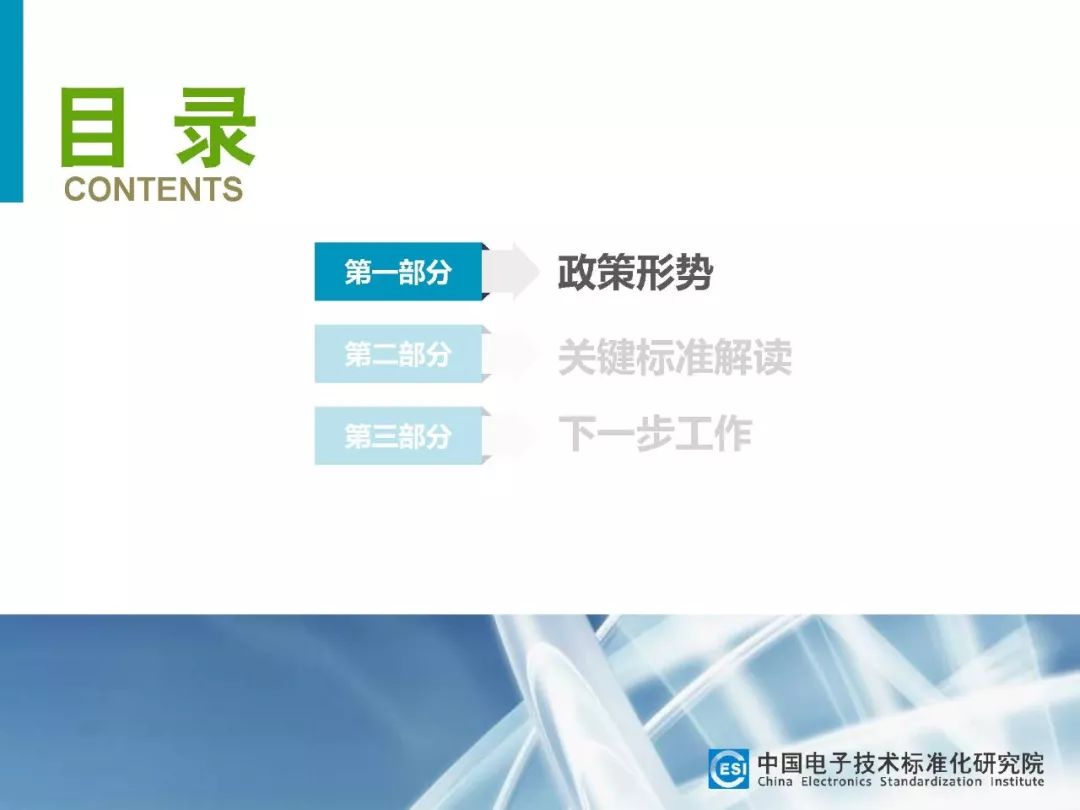 目 录
CONTENTS
第一部分 政策形势
第二部分 关键标准解读
第三部分 下一步工作
CESI 中国电子技术标准化研究院
China Electronics Standardization Institute